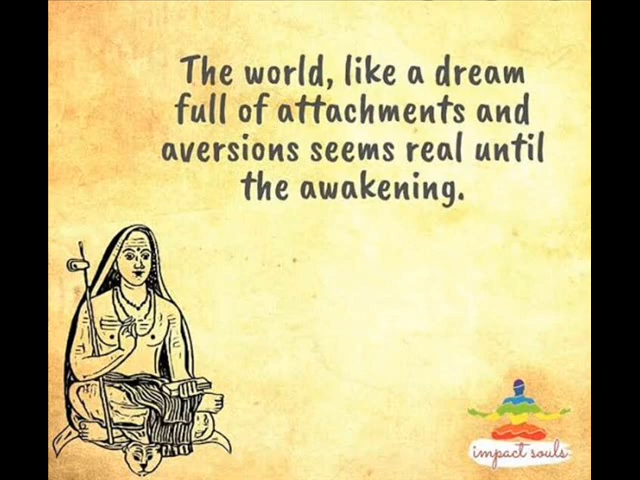 The world, like a dream
full of attachments and
aversions seems real until
the awakening.
impact souls